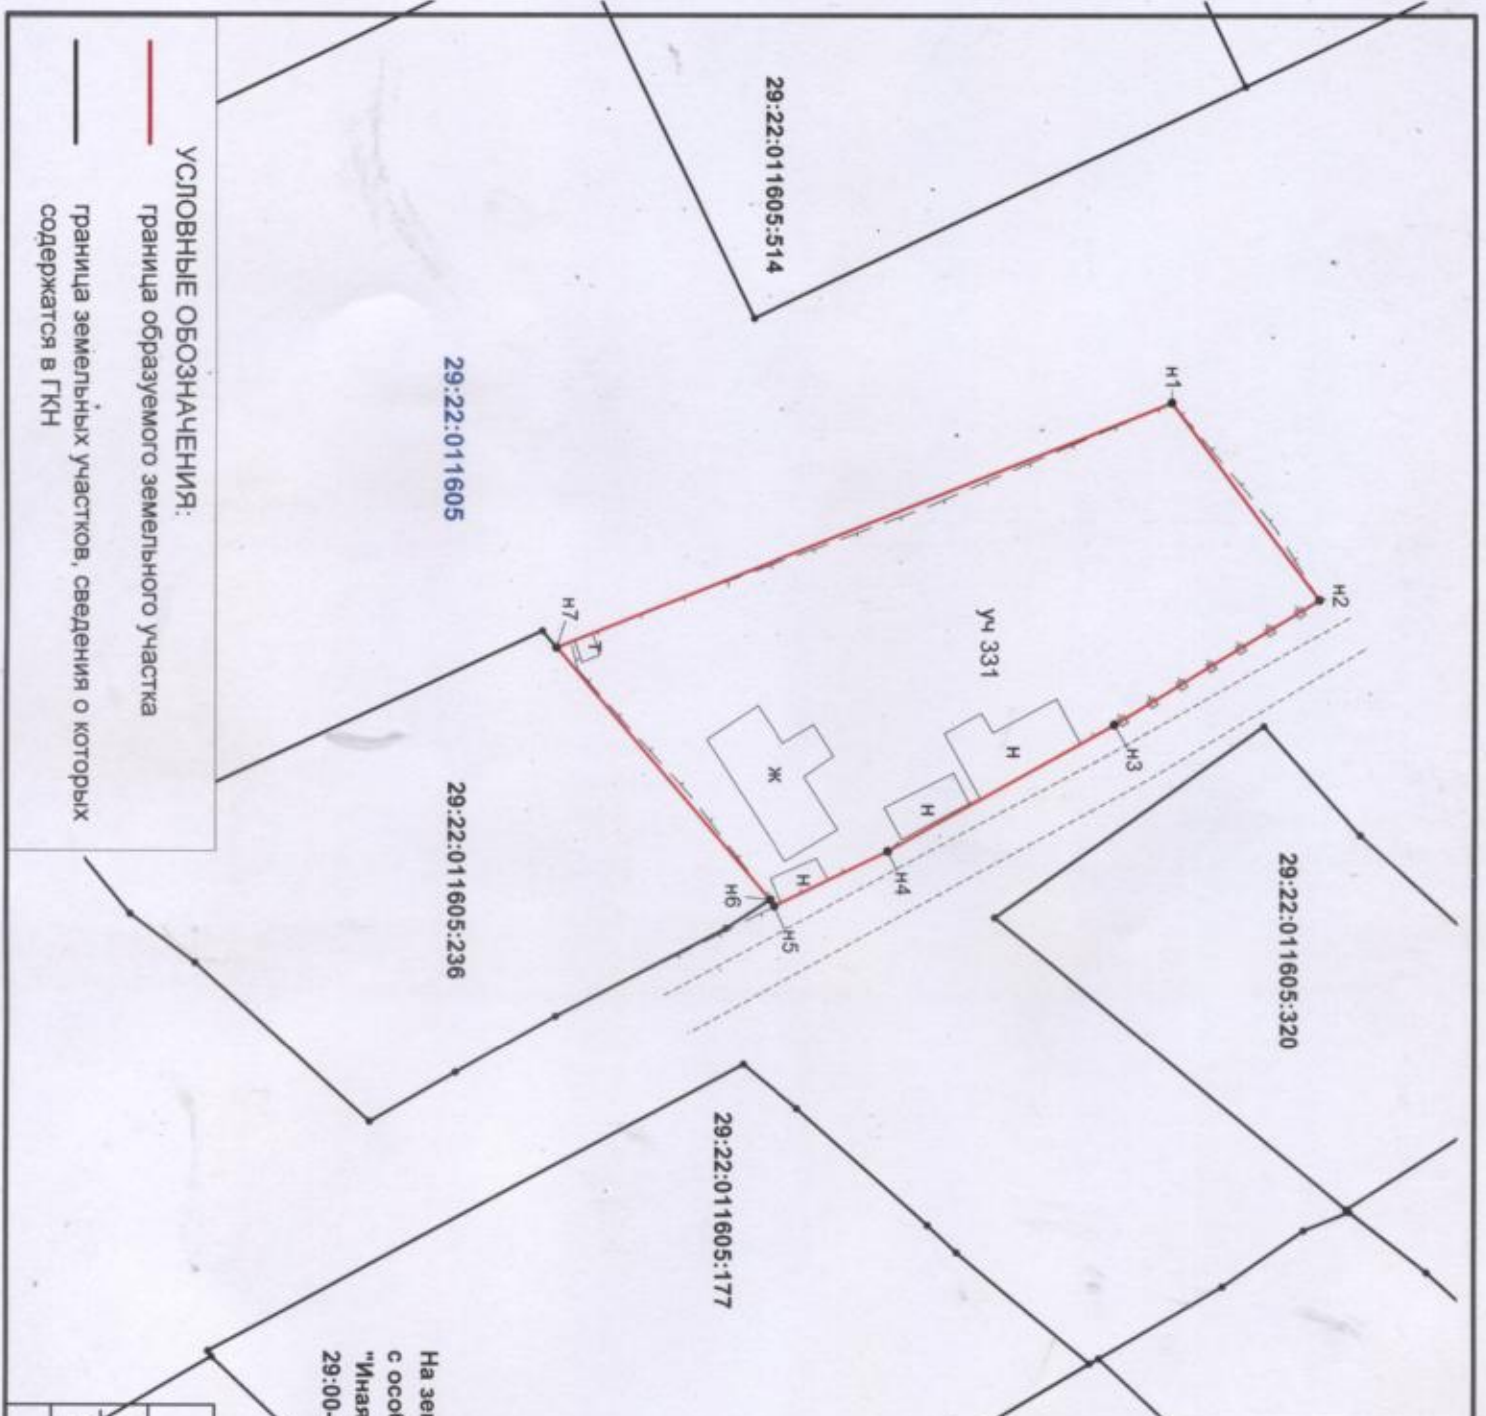 29:22:011605:514
н1
н2
уч 331
29:22:011605
н7
Т
н3
Н
Н
Ж
Н
н4
н6
н5
29:22:011605:320
29:22:011605:236
29:22:011605:177
УСЛОВНЫЕ ОБОЗНАЧЕНИЯ:
граница образуемого земельного участка
граница земельных участков, сведения о которых
содержатся в ГКН
На
с
"Иная
29:00-